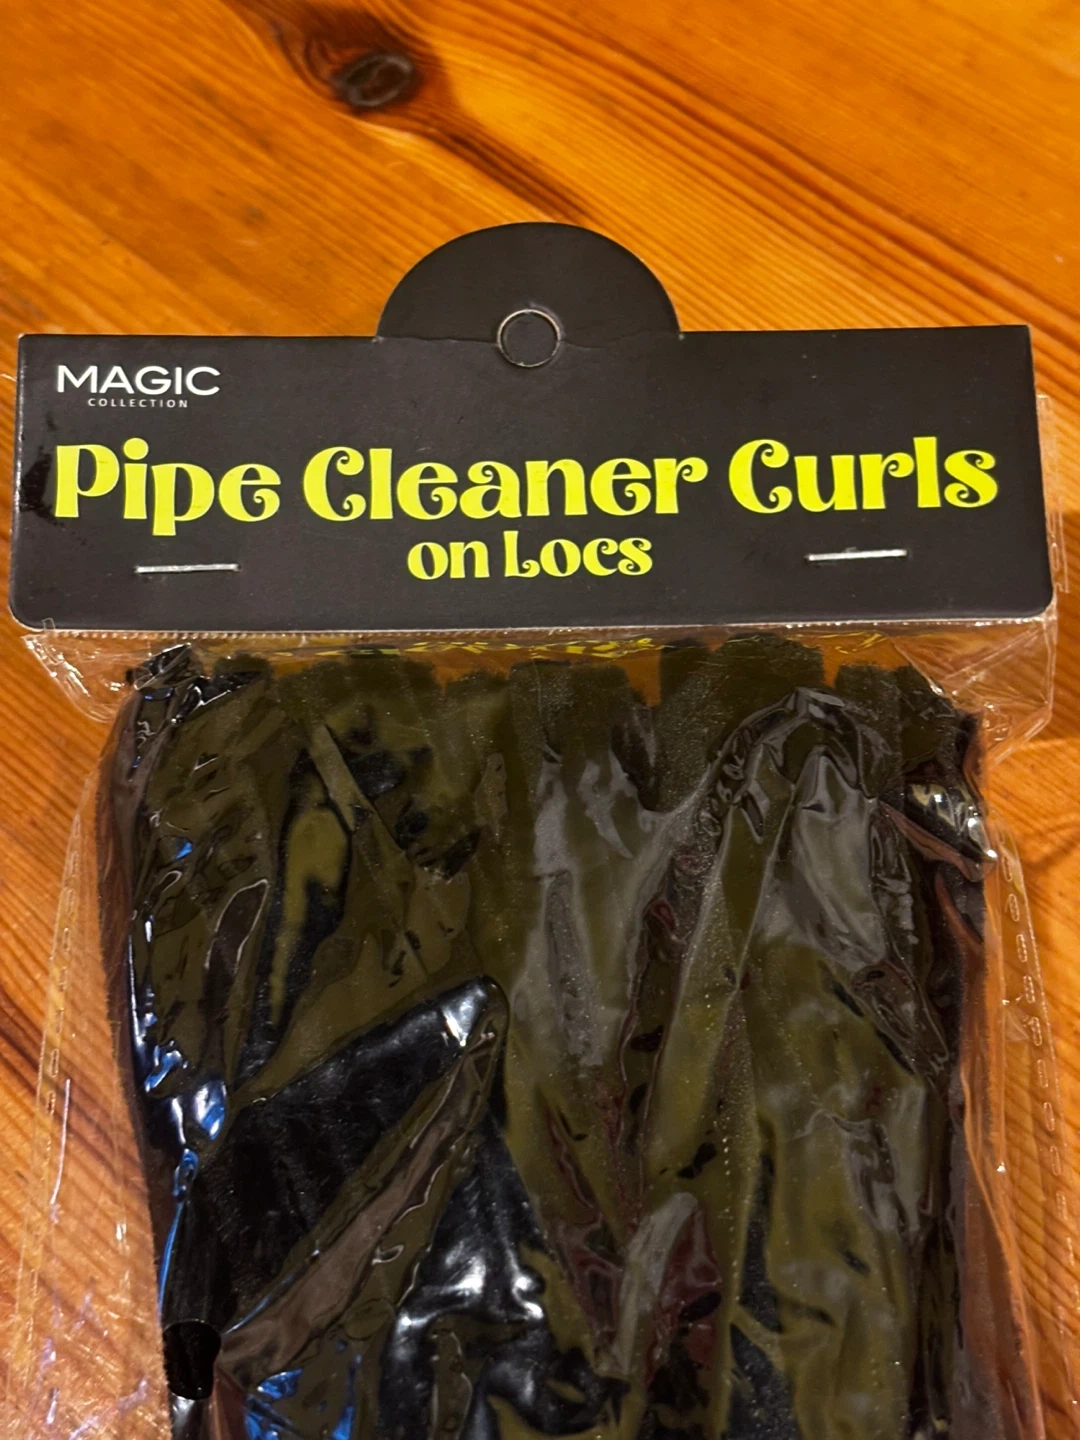 MAGIC
COLLECTION
Pipe Cleaner Curls
on Locs